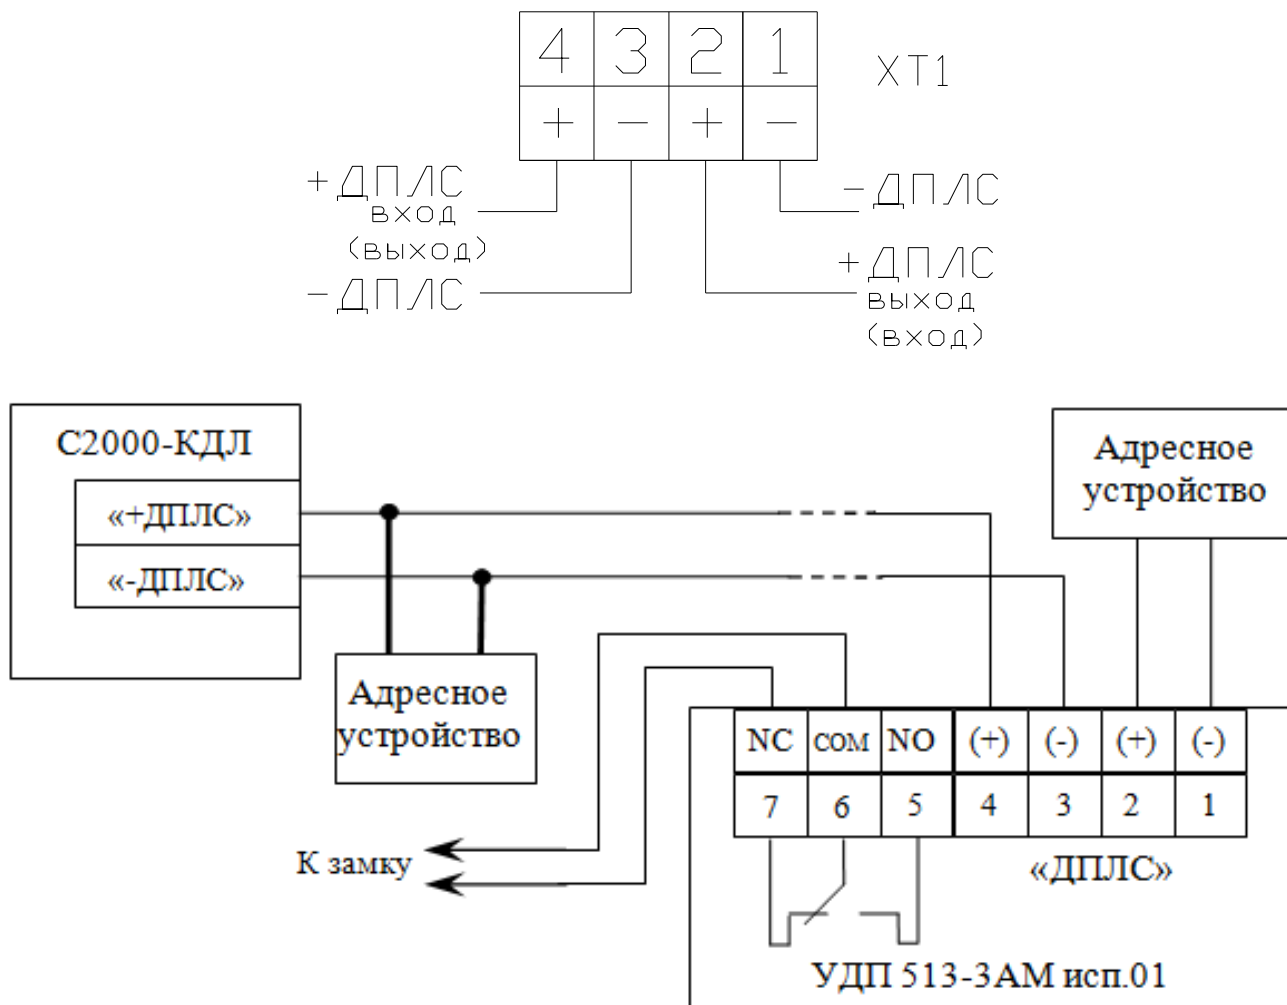 4 3 2 1
XT1
+ - + -
+ДПЛС
вход
(выход)
-ДПЛС
-ДПЛС
+ДПЛС
выход
(вход)
С2000-КДЛ
«+ДПЛС»
«-ДПЛС»
Адресное
устройство
Адресное
устройство
К замку
NC COM NO (+) (-) (+) (-)
7 6 5 4 3 2 1
«ДПЛС»
УДП 513-3АМ исп.01